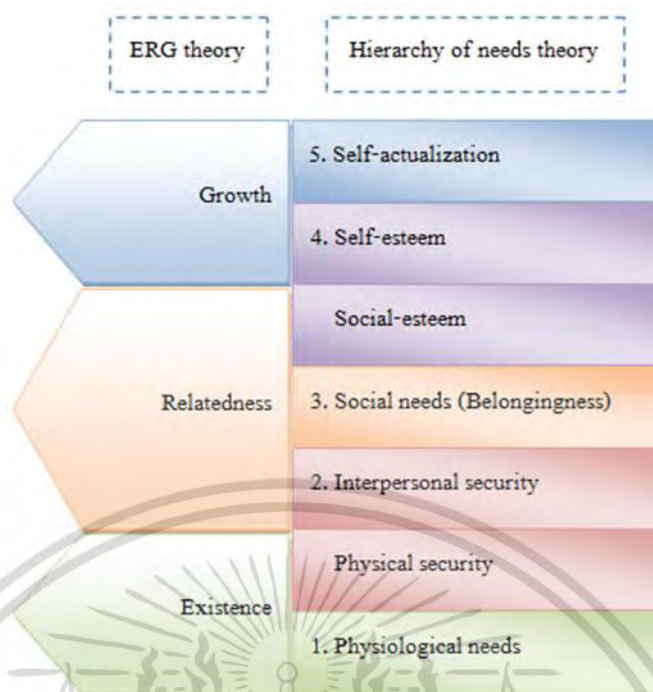 ERG theory
Hierarchy of needs theory
Growth
5. Self-actualization
4. Self-esteem
Social-esteem
Relatedness
3. Social needs (Belongingness)
2. Interpersonal security
Physical security
Existence
1. Physiological needs